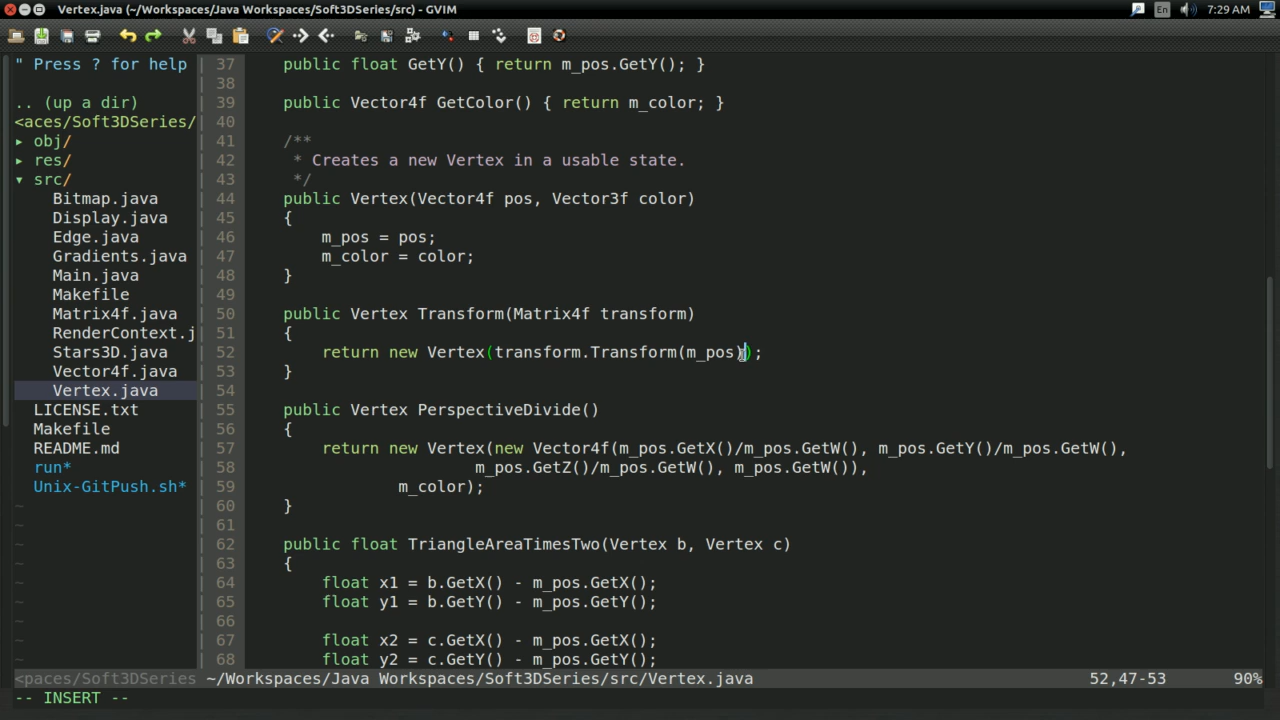 Vertex.java (~/Workspaces/Java Workspaces/Soft3DSeries/src) - GVIM
En
7:29 AM
" Press ? for help
.. (up a dir)
<aces/Soft3DSeries/
▸ obj/
▸ res/
▾ src/
Bitmap.java
Display.java
Edge.java
Gradients.java
Main.java
Makefile
Matrix4f.java
RenderContext.j
Stars3D.java
Vector4f.java
Vertex.java
LICENSE.txt
Makefile
README.md
run*
Unix-GitPush.sh*
~
~
~
~
~
~
~
~
~
37 public float GetY() { return m_pos.GetY(); }
38
39 public Vector4f GetColor() { return m_color; }
40
41 /**
42 * Creates a new Vertex in a usable state.
43 */
44 public Vertex(Vector4f pos, Vector3f color)
45 {
46 m_pos = pos;
47 m_color = color;
48 }
49
50 public Vertex Transform(Matrix4f transform)
51 {
52 return new Vertex(transform.Transform(m_pos));
53 }
54
55 public Vertex PerspectiveDivide()
56 {
57 return new Vertex(new Vector4f(m_pos.GetX()/m_pos.GetW(), m_pos.GetY()/m_pos.GetW(),
58 m_pos.GetZ()/m_pos.GetW(), m_pos.GetW()),
59 m_color);
60 }
61
62 public float TriangleAreaTimesTwo(Vertex b, Vertex c)
63 {
64 float x1 = b.GetX() - m_pos.GetX();
65 float y1 = b.GetY() - m_pos.GetY();
66
67 float x2 = c.GetX() - m_pos.GetX();
68 float y2 = c.GetY() - m_pos.GetY();
<paces/Soft3DSeries ~/Workspaces/Java Workspaces/Soft3DSeries/src/Vertex.java 52,47-53 90%
-- INSERT --